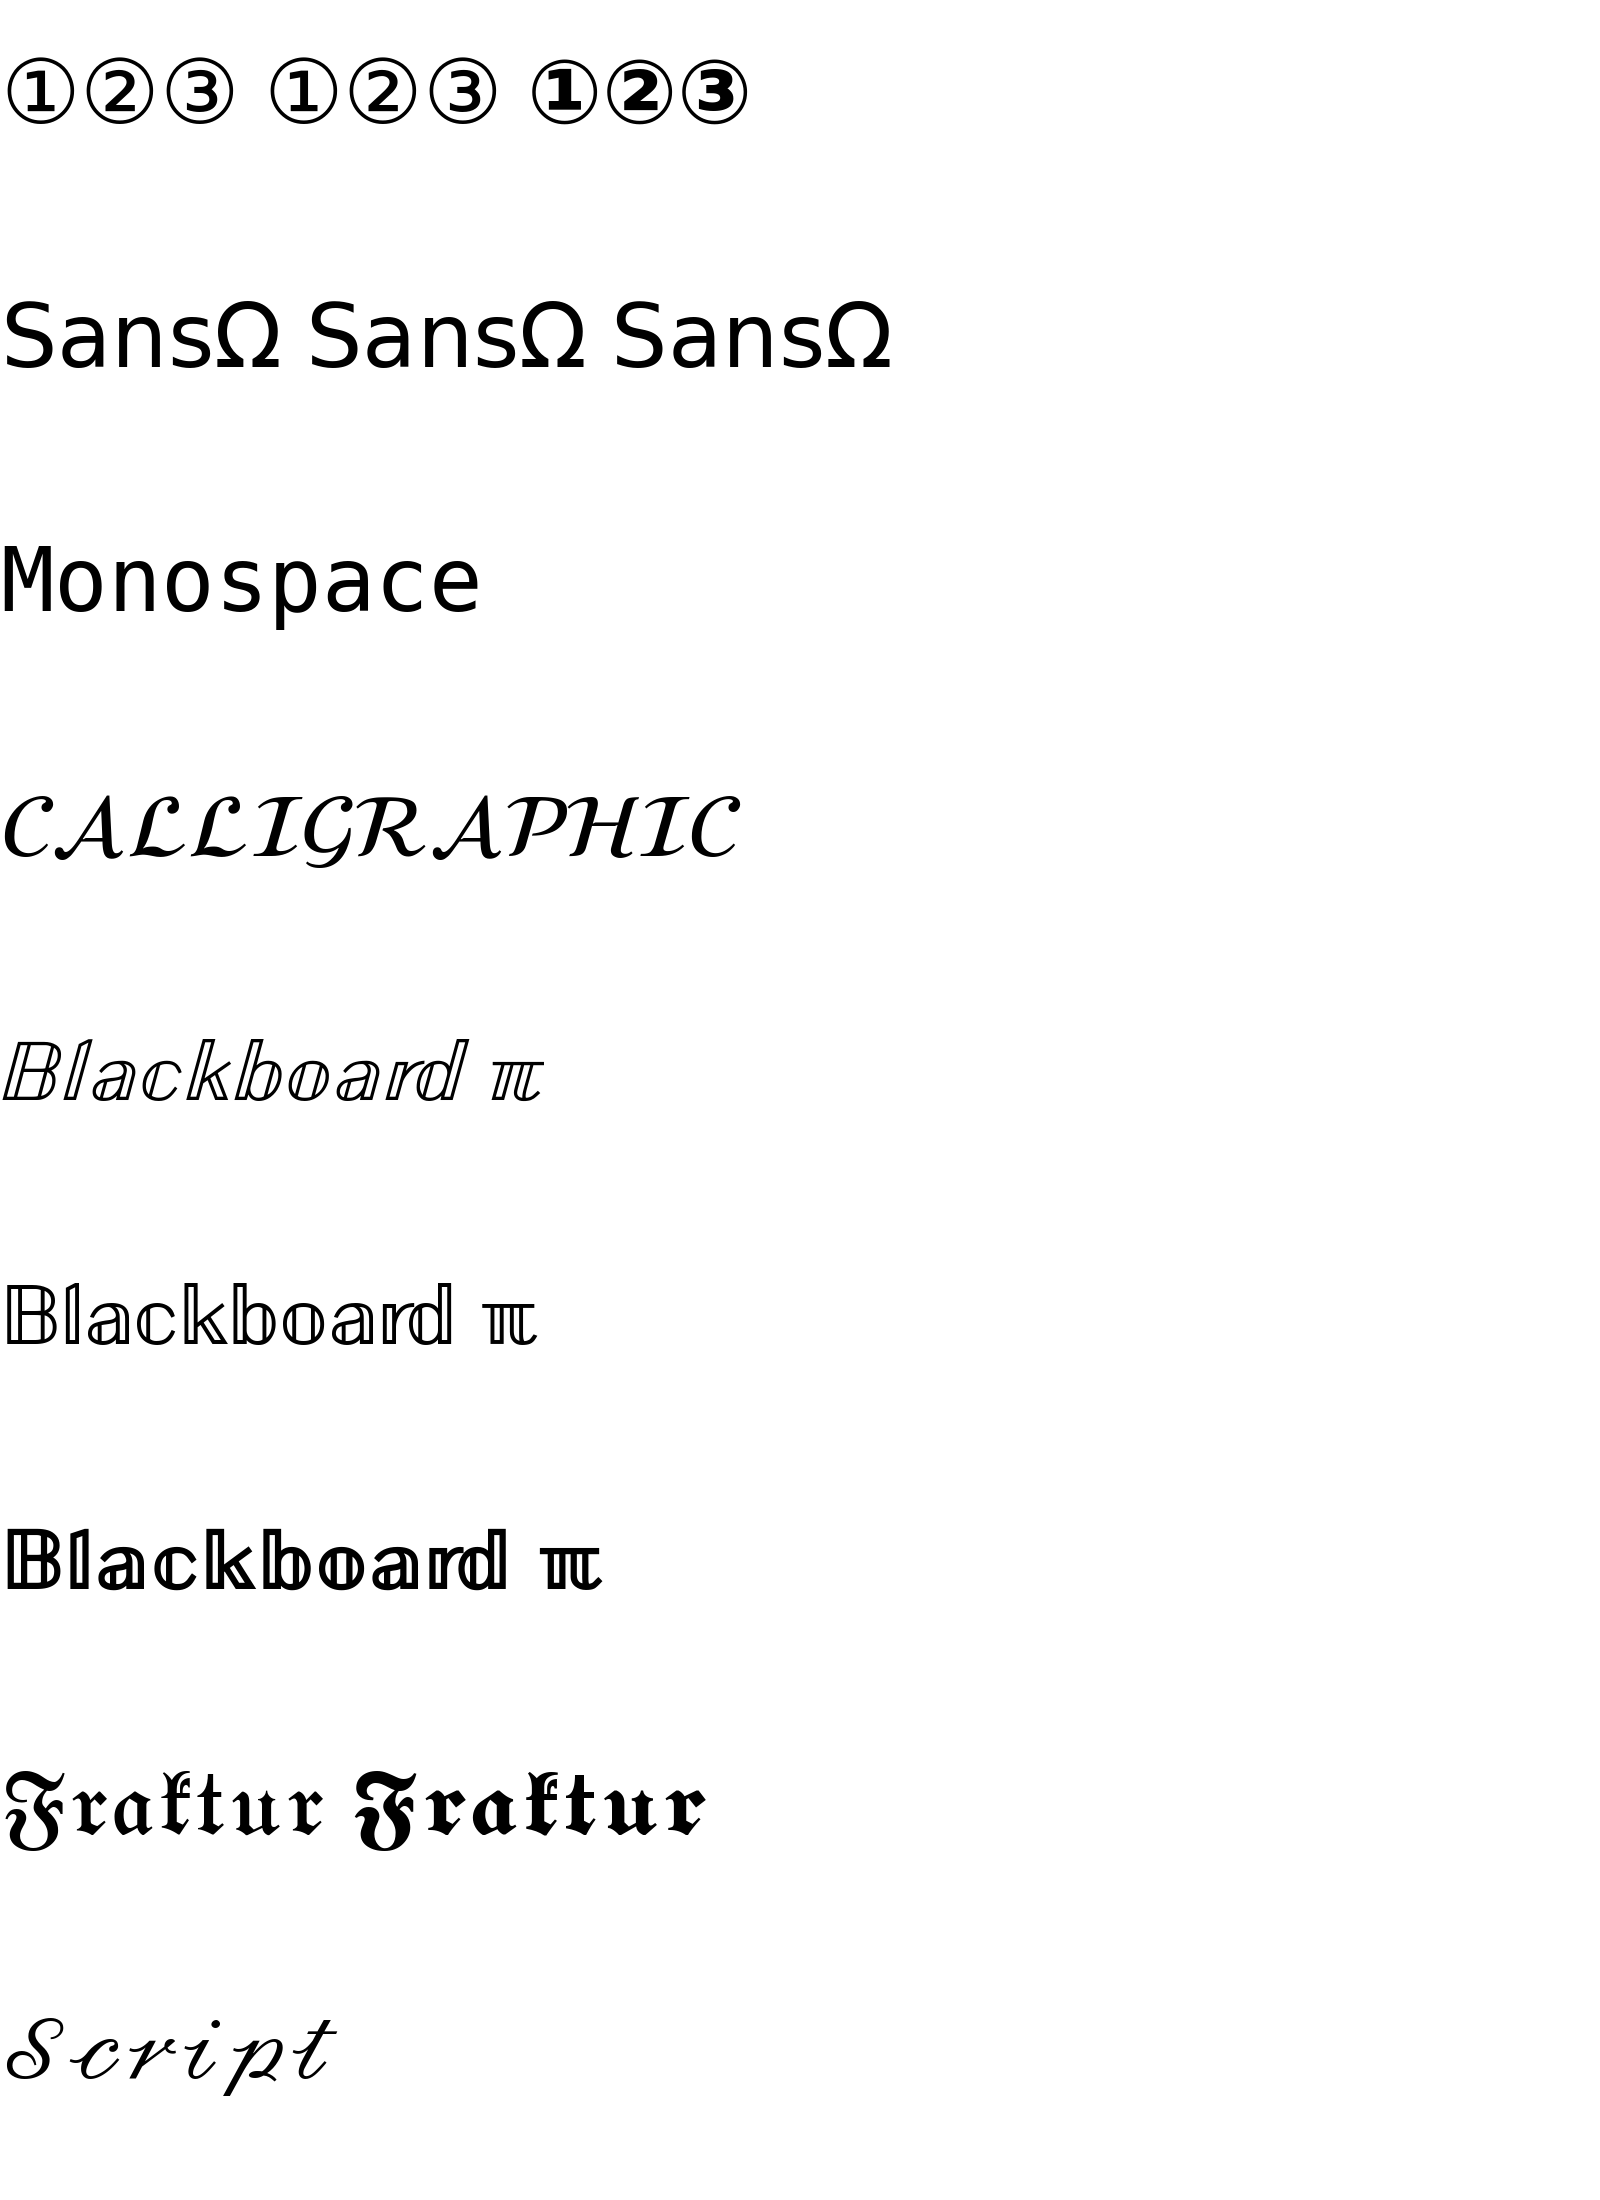 ①②③ ①②③ ①②③
SansΩ SansΩ SansΩ
Monospace
CALLIGRAPHIC
Blackboard π
Blackboard π
Blackboard π
Fraktur Fraktur
Script